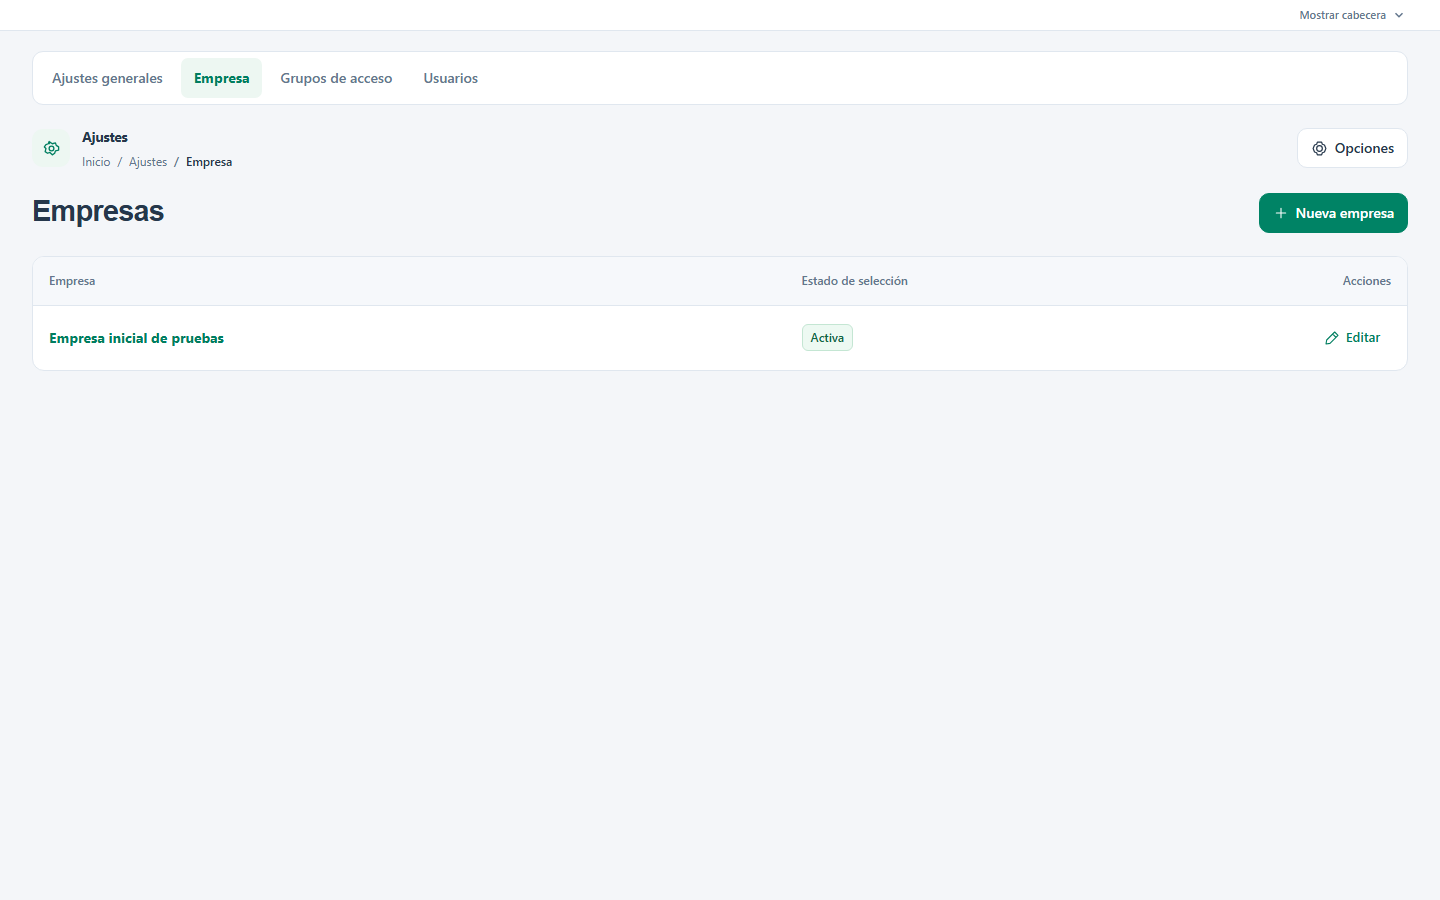 Mostrar cabecera
Ajustes generales Empresa Grupos de acceso Usuarios
Ajustes
Inicio / Ajustes / Empresa
Opciones
Empresas
Nueva empresa
Empresa Estado de selección Acciones
Empresa inicial de pruebas Activa Editar